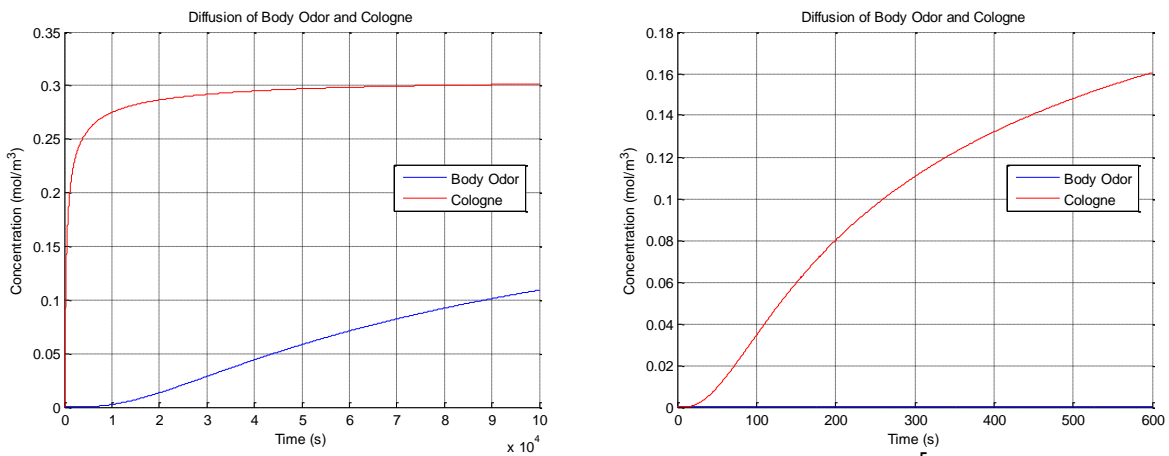 Diffusion of Body Odor and Cologne
0.35
0.3
0.25
0.2
0.15
0.1
0.05
0
Concentration (mol/m³)
Body Odor
Cologne
0 1 2 3 4 5 6 7 8 9 10
Time (s)
x 10⁴
Diffusion of Body Odor and Cologne
0.18
0.16
0.14
0.12
0.1
0.08
0.06
0.04
0.02
0
Concentration (mol/m³)
Body Odor
Cologne
0 100 200 300 400 500 600
Time (s)
5